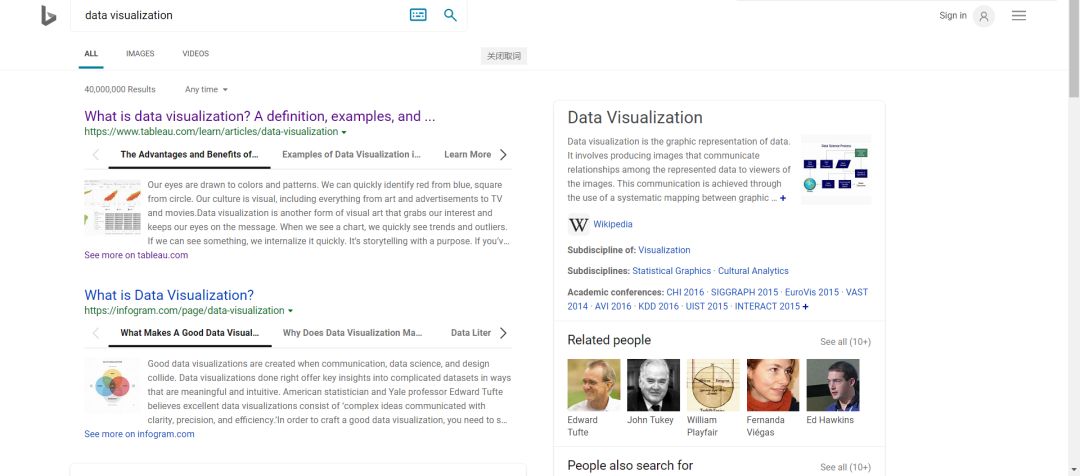 data visualization
Sign in
ALL
IMAGES
VIDEOS
关闭取词
40,000,000 Results
Any time
What is data visualization? A definition, examples, and ...
https://www.tableau.com/learn/articles/data-visualization
The Advantages and Benefits of...
Examples of Data Visualization i...
Learn More
Our eyes are drawn to colors and patterns. We can quickly identify red from blue, square
from circle. Our culture is visual, including everything from art and advertisements to TV
and movies.Data visualization is another form of visual art that grabs our interest and
keeps our eyes on the message. When we see a chart, we quickly see trends and outliers.
If we can see something, we internalize it quickly. It's storytelling with a purpose. If you'v...
See more on tableau.com
What is Data Visualization?
https://infogram.com/page/data-visualization
What Makes A Good Data Visual...
Why Does Data Visualization Ma...
Data Liter
Good data visualizations are created when communication, data science, and design
collide. Data visualizations done right offer key insights into complicated datasets in ways
that are meaningful and intuitive. American statistician and Yale professor Edward Tufte
believes excellent data visualizations consist of 'complex ideas communicated with
clarity, precision, and efficiency.'In order to craft a good data visualization, you need to s...
See more on infogram.com
Data Visualization
Data visualization is the graphic representation of data.
It involves producing images that communicate
relationships among the represented data to viewers of
the images. This communication is achieved through
the use of a systematic mapping between graphic ... +
Data Science Process
W Wikipedia
Subdiscipline of: Visualization
Subdisciplines: Statistical Graphics · Cultural Analytics
Academic conferences: CHI 2016 · SIGGRAPH 2015 · EuroVis 2015 · VAST
2014 · AVI 2016 · KDD 2016 · UIST 2015 · INTERACT 2015 +
Related people
See all (10+)
Edward
Tufte
John Tukey
William
Playfair
Fernanda
Viégas
Ed Hawkins
People also search for
See all (10+)